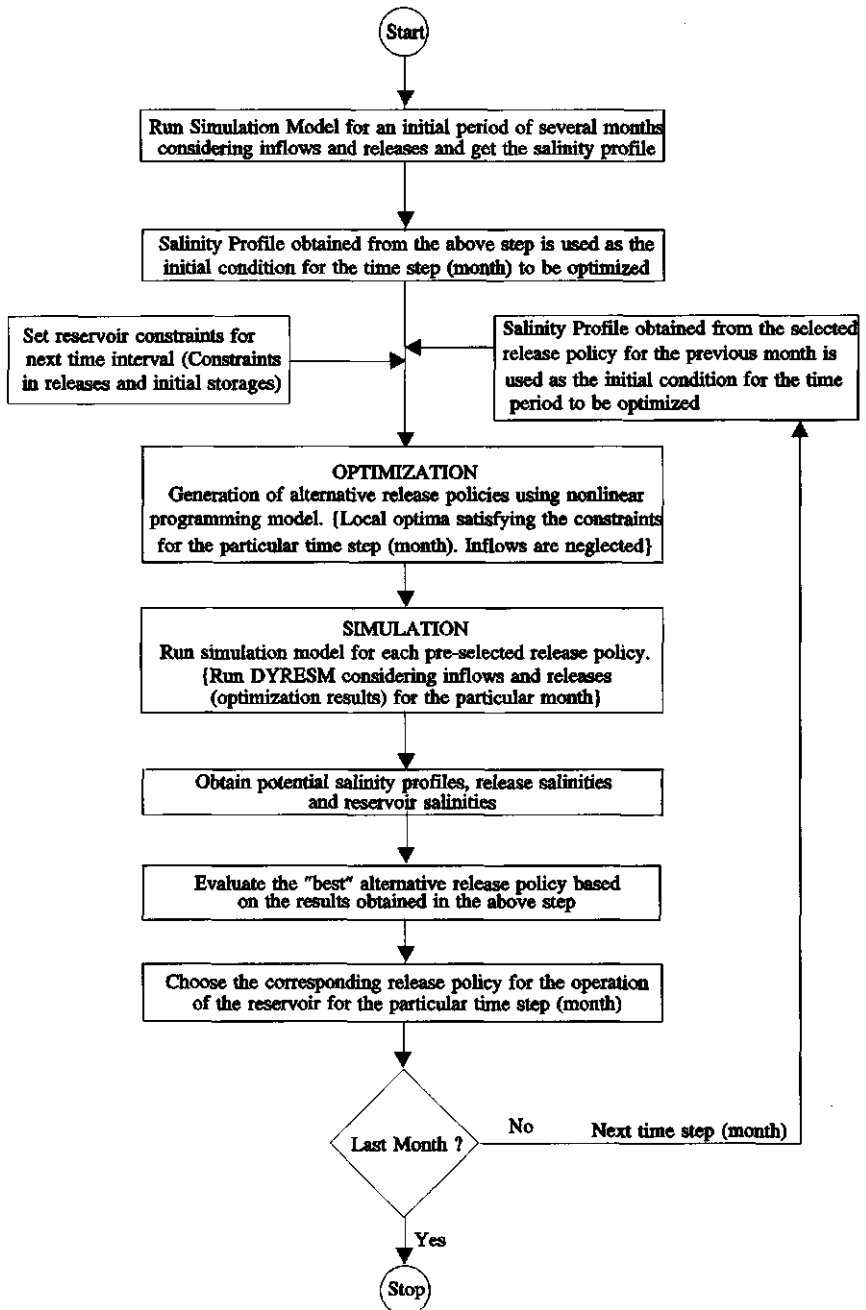 Start
Run Simulation Model for an initial period of several months
considering inflows and releases and get the salinity profile
Salinity Profile obtained from the above step is used as the
initial condition for the time step (month) to be optimized
Set reservoir constraints for
next time interval (Constraints
in releases and initial storages)
Salinity Profile obtained from the selected
release policy for the previous month is
used as the initial condition for the time
period to be optimized
OPTIMIZATION
Generation of alternative release policies using nonlinear
programming model. {Local optima satisfying the constraints
for the particular time step (month). Inflows are neglected}
SIMULATION
Run simulation model for each pre-selected release policy.
{Run DYRESM considering inflows and releases
(optimization results) for the particular month}
Obtain potential salinity profiles, release salinities
and reservoir salinities
Evaluate the "best" alternative release policy based
on the results obtained in the above step
Choose the corresponding release policy for the operation
of the reservoir for the particular time step (month)
Last Month ?
No
Next time step (month)
Yes
Stop